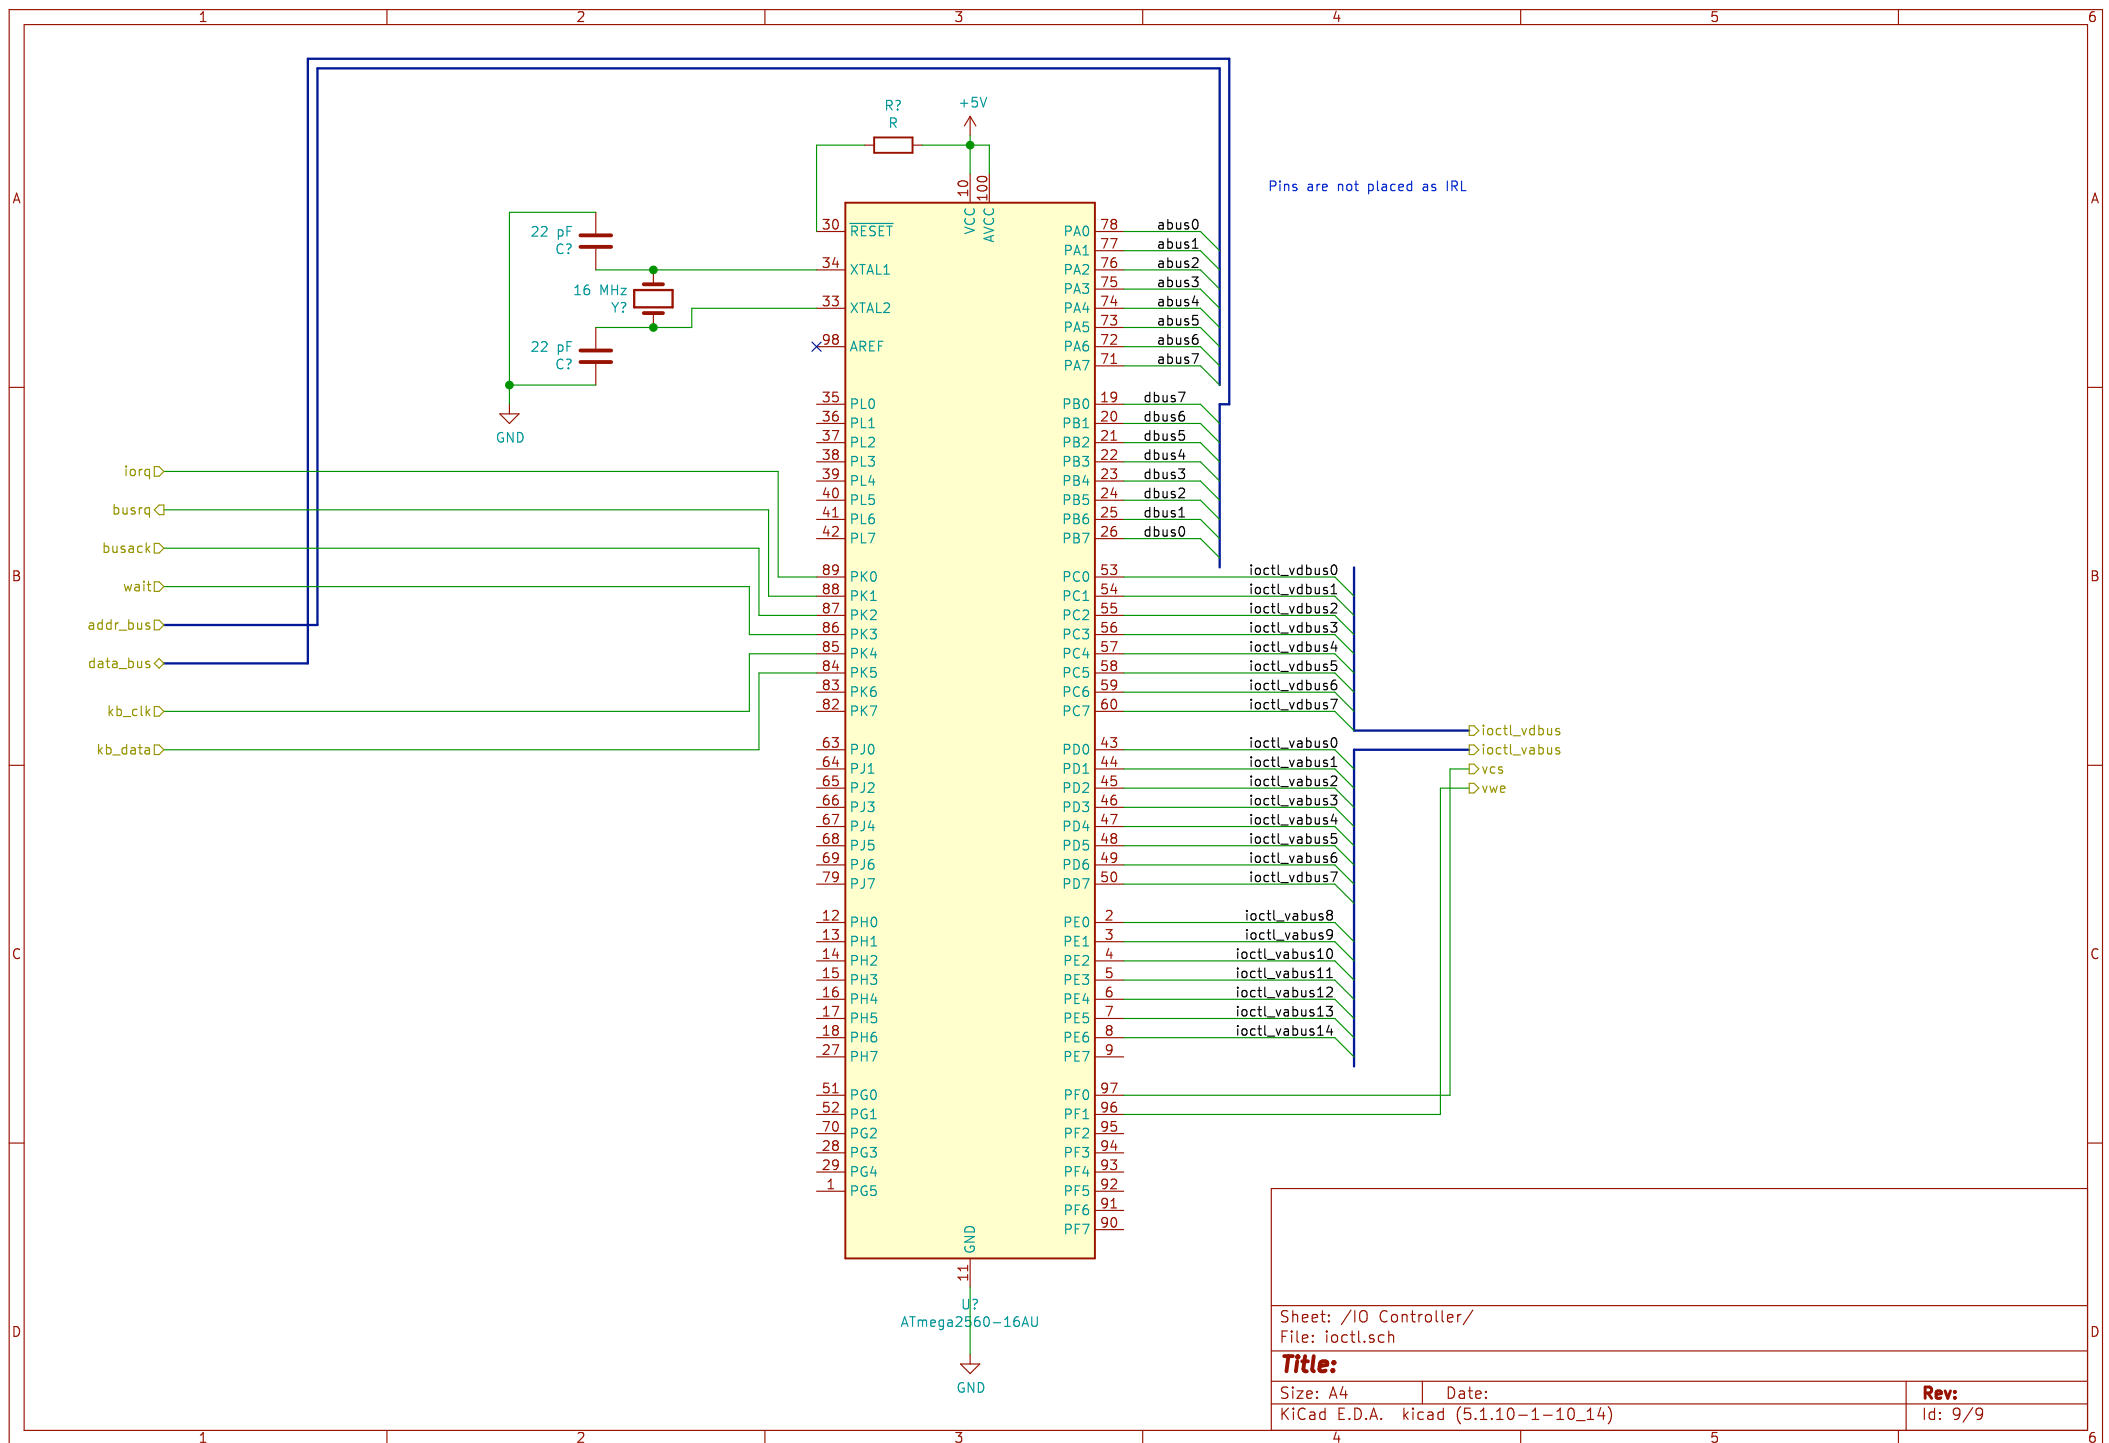 1 2 3 4 5 6
R? +5V
R
Pins are not placed as IRL
A A
10 100
VCC AVCC
22 pF 30 RESET PA0 78 abus0
C? PA1 77 abus1
34 XTAL1 PA2 76 abus2
16 MHz PA3 75 abus3
Y? 33 XTAL2 PA4 74 abus4
PA5 73 abus5
22 pF 98 AREF PA6 72 abus6
C? PA7 71 abus7
35 PL0 PB0 19 dbus7
36 PL1 PB1 20 dbus6
GND 37 PL2 PB2 21 dbus5
38 PL3 PB3 22 dbus4
iorq
39 PL4 PB4 23 dbus3
40 PL5 PB5 24 dbus2
busrq
41 PL6 PB6 25 dbus1
42 PL7 PB7 26 dbus0
busack
B 89 PK0 PC0 53 ioctl_vdbus0 B
wait
88 PK1 PC1 54 ioctl_vdbus1
87 PK2 PC2 55 ioctl_vdbus2
addr_bus
86 PK3 PC3 56 ioctl_vdbus3
85 PK4 PC4 57 ioctl_vdbus4
data_bus
84 PK5 PC5 58 ioctl_vdbus5
83 PK6 PC6 59 ioctl_vdbus6
kb_clk 82 PK7 PC7 60 ioctl_vdbus7
ioctl_vdbus
kb_data 63 PJ0 PD0 43 ioctl_vabus0 ioctl_vabus
64 PJ1 PD1 44 ioctl_vabus1 vcs
65 PJ2 PD2 45 ioctl_vabus2 vwe
66 PJ3 PD3 46 ioctl_vabus3
67 PJ4 PD4 47 ioctl_vabus4
68 PJ5 PD5 48 ioctl_vabus5
69 PJ6 PD6 49 ioctl_vabus6
79 PJ7 PD7 50 ioctl_vdbus7
12 PH0 PE0 2 ioctl_vabus8
13 PH1 PE1 3 ioctl_vabus9
C 14 PH2 PE2 4 ioctl_vabus10 C
15 PH3 PE3 5 ioctl_vabus11
16 PH4 PE4 6 ioctl_vabus12
17 PH5 PE5 7 ioctl_vabus13
18 PH6 PE6 8 ioctl_vabus14
27 PH7 PE7 9
51 PG0 PF0 97
52 PG1 PF1 96
70 PG2 PF2 95
28 PG3 PF3 94
29 PG4 PF4 93
1 PG5 PF5 92
PF6 91
PF7 90
GND
11
U?
ATmega2560-16AU
GND
D D
Sheet: /IO Controller/
File: ioctl.sch
Title:
Size: A4 Date: Rev:
KiCad E.D.A. kicad (5.1.10-1-10_14) Id: 9/9
1 2 3 4 5 6